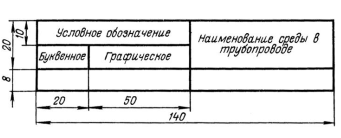 Условное обозначение
Наименование среды в
трубопроводе
Буквенное
Графическое
10
20
8
20
50
140